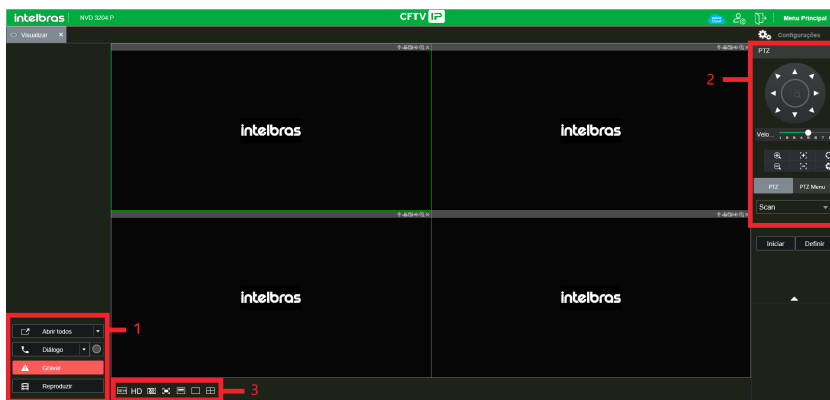 intelbras NVD 3204 P CFTV IP Menu Principal
Visualizar × Configurações
PTZ
2
intelbras intelbras
Velo...
PTZ PTZ Menu
Scan
Iniciar Definir
intelbras intelbras
Abrir todos 1
Diálogo
Gravar
Reproduzir
HD 3